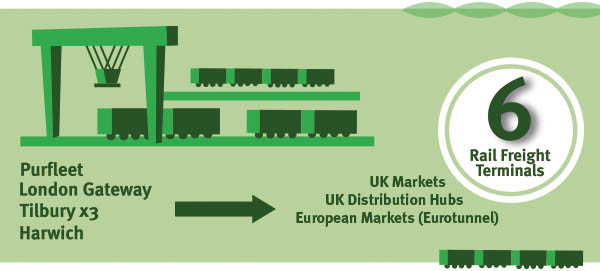 6
Rail Freight
Terminals
Purfleet
London Gateway
Tilbury x3
Harwich
UK Markets
UK Distribution Hubs
European Markets (Eurotunnel)